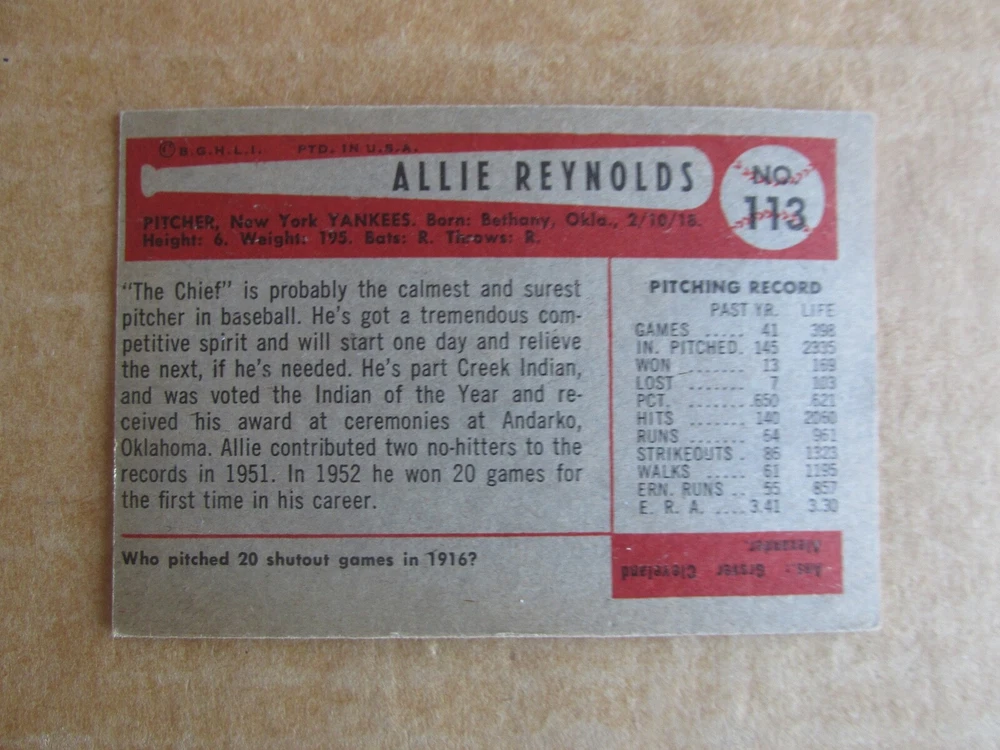 © B.G.H.L.I. PTD. IN U.S.A.
ALLIE REYNOLDS
NO.
113
PITCHER, New York YANKEES. Born: Bethany, Okla., 2/10/18.
Height: 6. Weight: 195. Bats: R. Throws: R.
"The Chief" is probably the calmest and surest
pitcher in baseball. He's got a tremendous com-
petitive spirit and will start one day and relieve
the next, if he's needed. He's part Creek Indian,
and was voted the Indian of the Year and re-
ceived his award at ceremonies at Andarko,
Oklahoma. Allie contributed two no-hitters to the
records in 1951. In 1952 he won 20 games for
the first time in his career.
PITCHING RECORD
PAST YR. LIFE
GAMES ..... 41 398
IN. PITCHED. 145 2335
WON ....... 13 169
LOST ....... 7 103
PCT. ....... .650 .621
HITS ....... 140 2060
RUNS ....... 64 961
STRIKEOUTS . 86 1323
WALKS ..... 61 1195
ERN. RUNS .. 55 857
E. R. A. .... 3.41 3.30
Who pitched 20 shutout games in 1916?
Ans.: Grover Cleveland
Alexander.